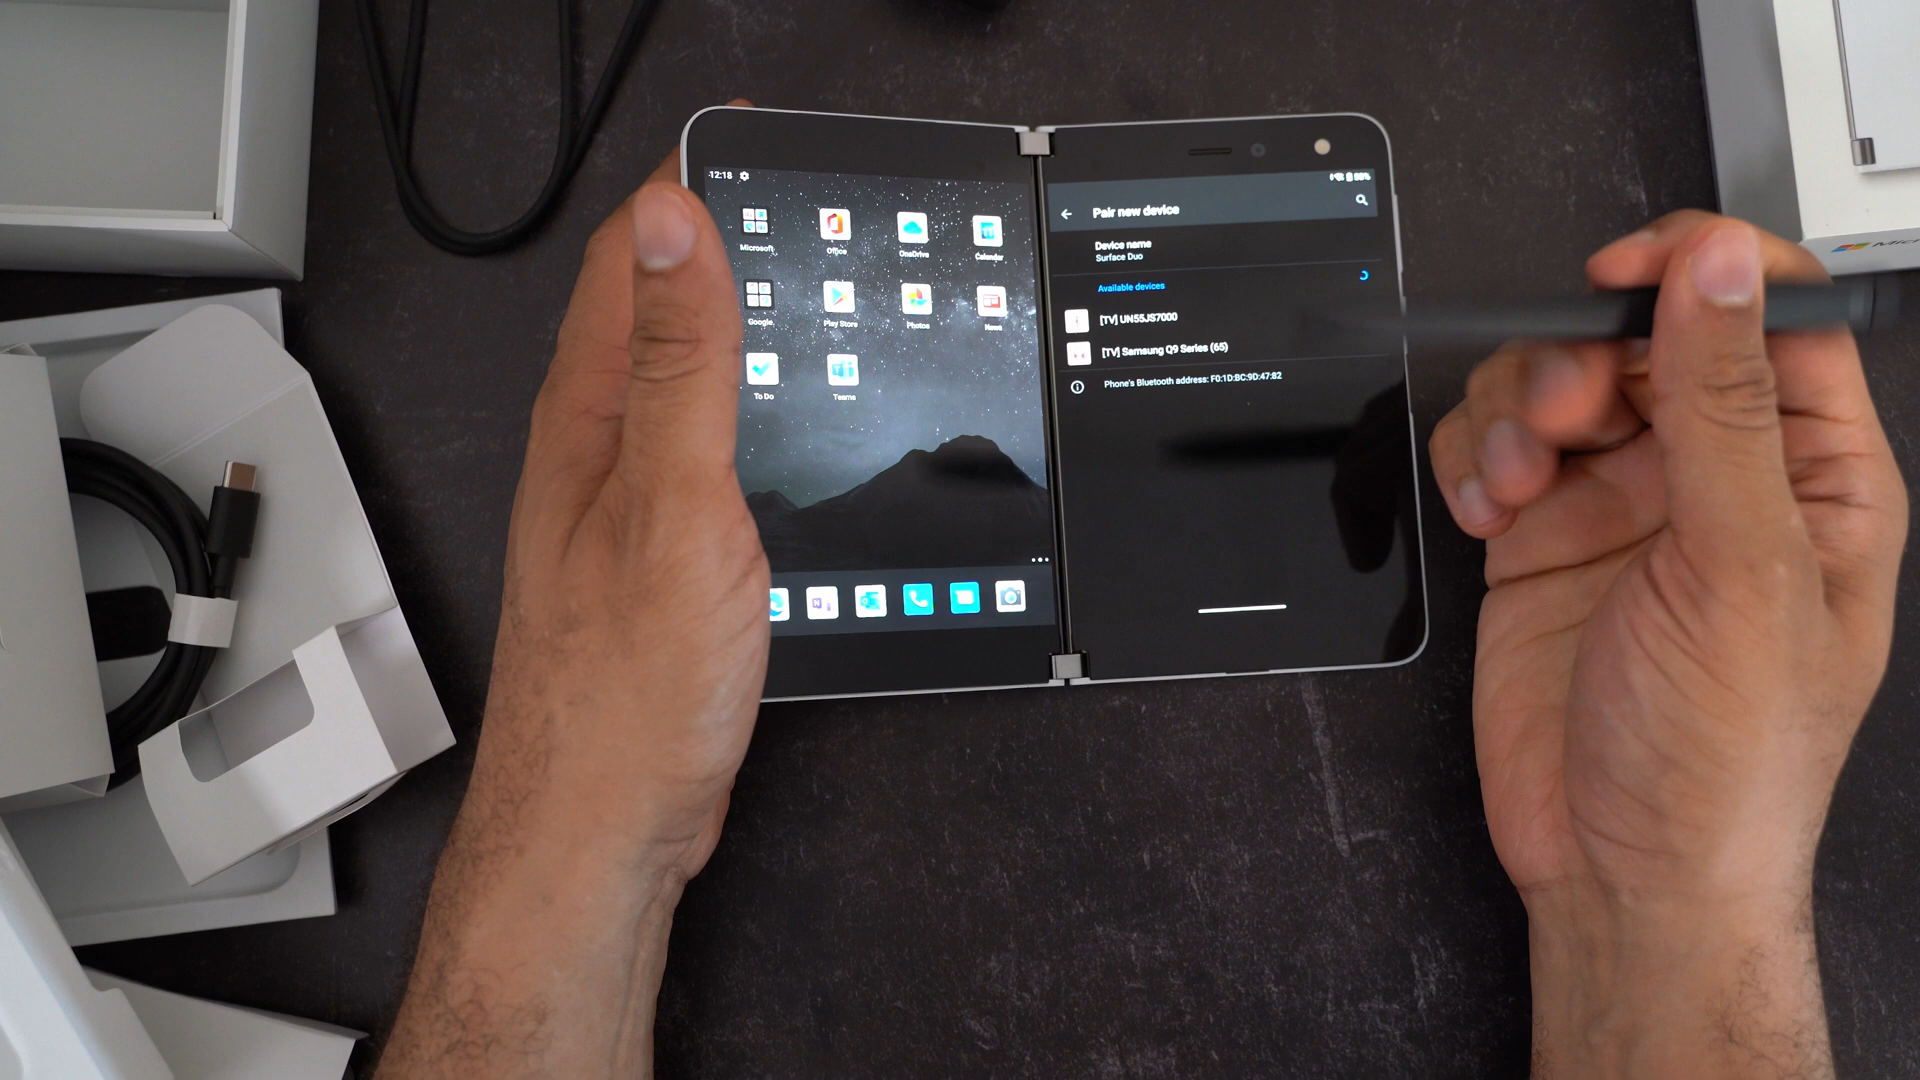 12:18
Microsoft
Office
OneDrive
Calendar
Google
Play Store
Photos
News
To Do
Teams
Pair new device
Device name
Surface Duo
Available devices
[TV] UN55JS7000
[TV] Samsung Q9 Series (65)
Phone's Bluetooth address: F0:1D:BC:9D:47:B2